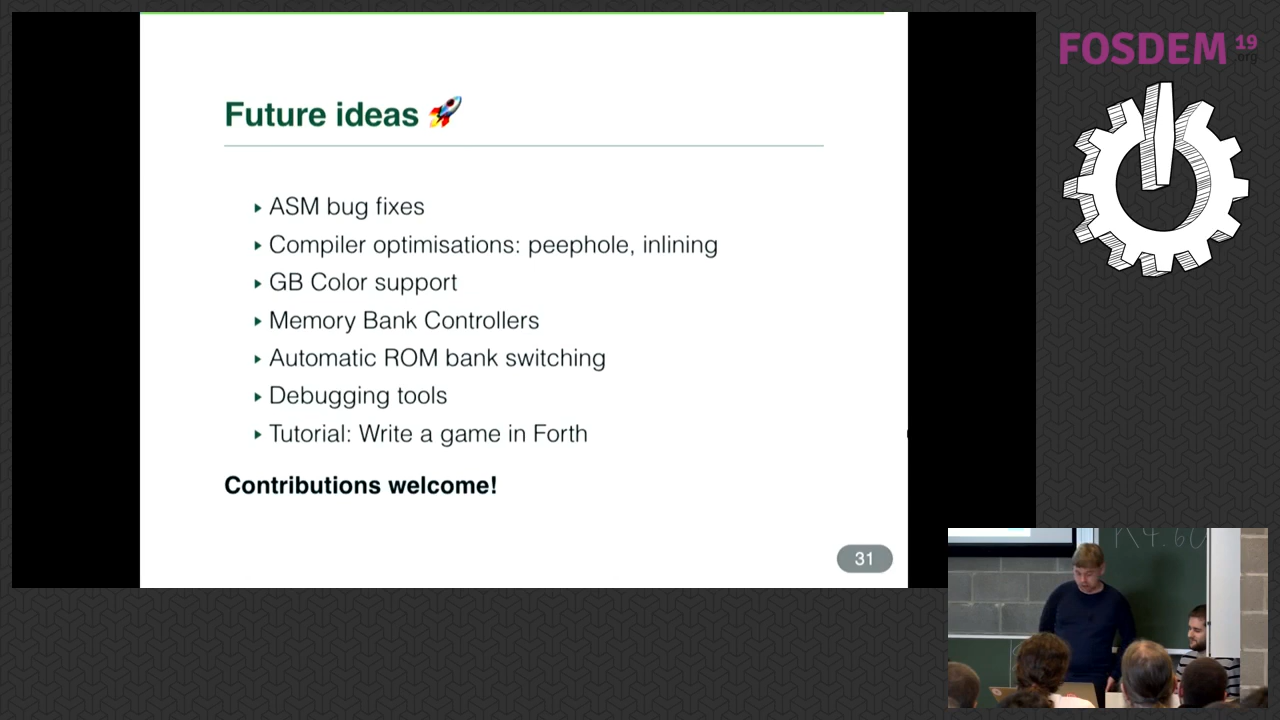 FOSDEM 19
.org
Future ideas 🚀
▸ ASM bug fixes
▸ Compiler optimisations: peephole, inlining
▸ GB Color support
▸ Memory Bank Controllers
▸ Automatic ROM bank switching
▸ Debugging tools
▸ Tutorial: Write a game in Forth
Contributions welcome!
31